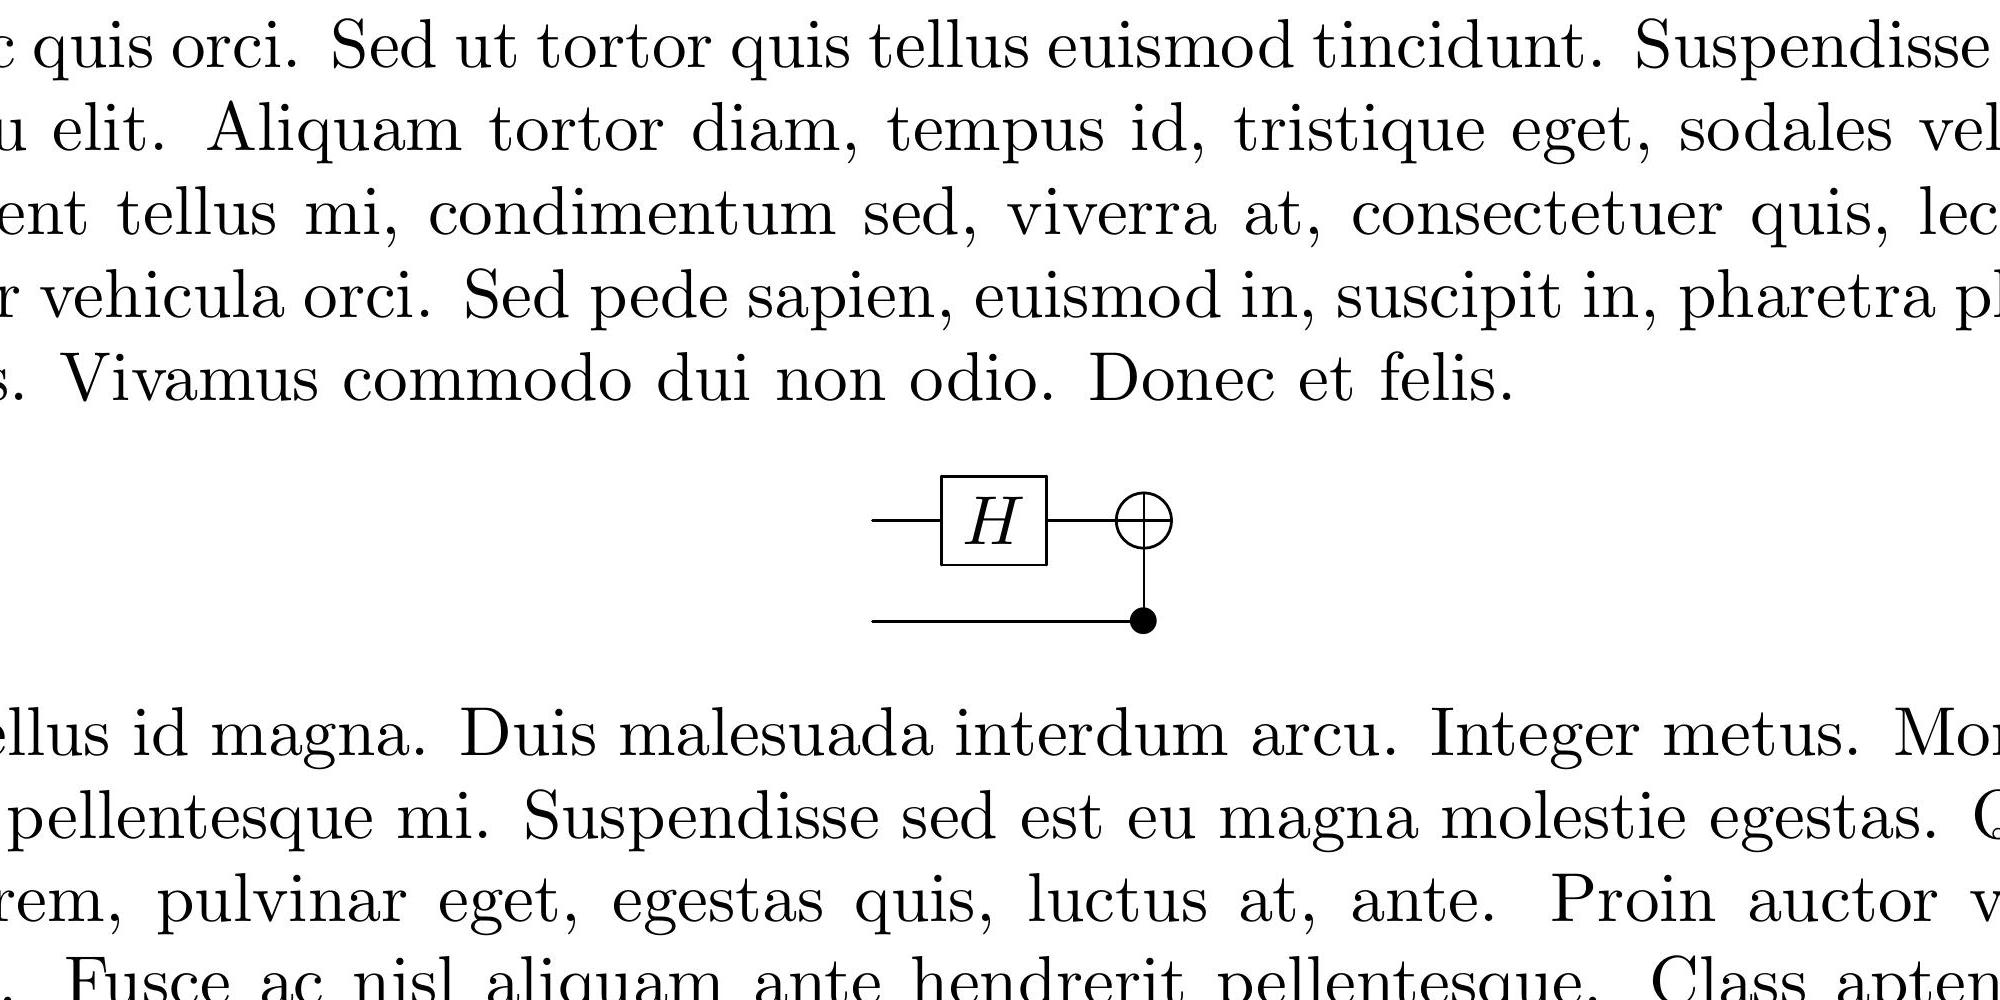 c quis orci. Sed ut tortor quis tellus euismod tincidunt. Suspendisse
u elit. Aliquam tortor diam, tempus id, tristique eget, sodales vel
ent tellus mi, condimentum sed, viverra at, consectetuer quis, lec
r vehicula orci. Sed pede sapien, euismod in, suscipit in, pharetra pl
s. Vivamus commodo dui non odio. Donec et felis.
H
ellus id magna. Duis malesuada interdum arcu. Integer metus. Mor
pellentesque mi. Suspendisse sed est eu magna molestie egestas. Q
rem, pulvinar eget, egestas quis, luctus at, ante. Proin auctor v
. Fusce ac nisl aliquam ante hendrerit pellentesque. Class apten